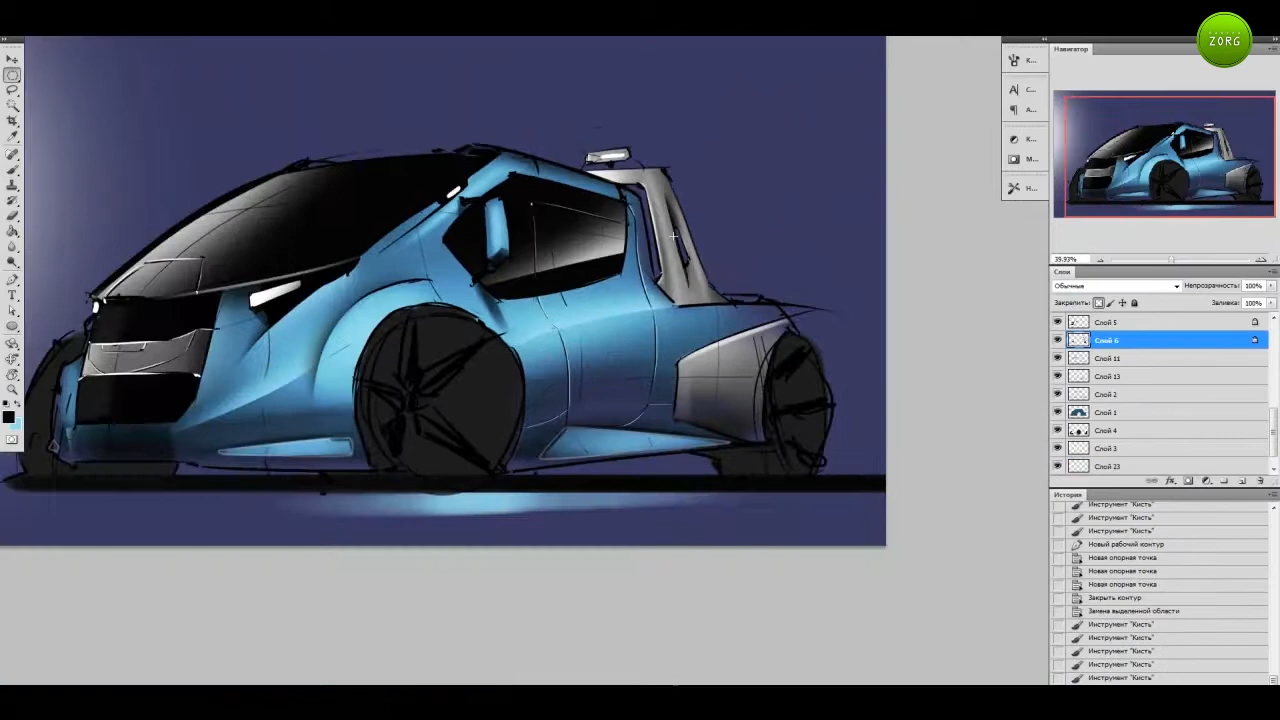 ZORG
Навигатор
К...
A| С...
¶ А...
К...
М...
Н...
39.93%
Слои
Обычные
Непрозрачность: 100%
Закрепить:
Заливка: 100%
Слой 5
Слой 6
Слой 11
Слой 13
Слой 2
Слой 1
Слой 4
Слой 3
Слой 23
История
Инструмент "Кисть"
Инструмент "Кисть"
Инструмент "Кисть"
Новый рабочий контур
Новая опорная точка
Новая опорная точка
Новая опорная точка
Закрыть контур
Замена выделенной области
Инструмент "Кисть"
Инструмент "Кисть"
Инструмент "Кисть"
Инструмент "Кисть"
Инструмент "Кисть"